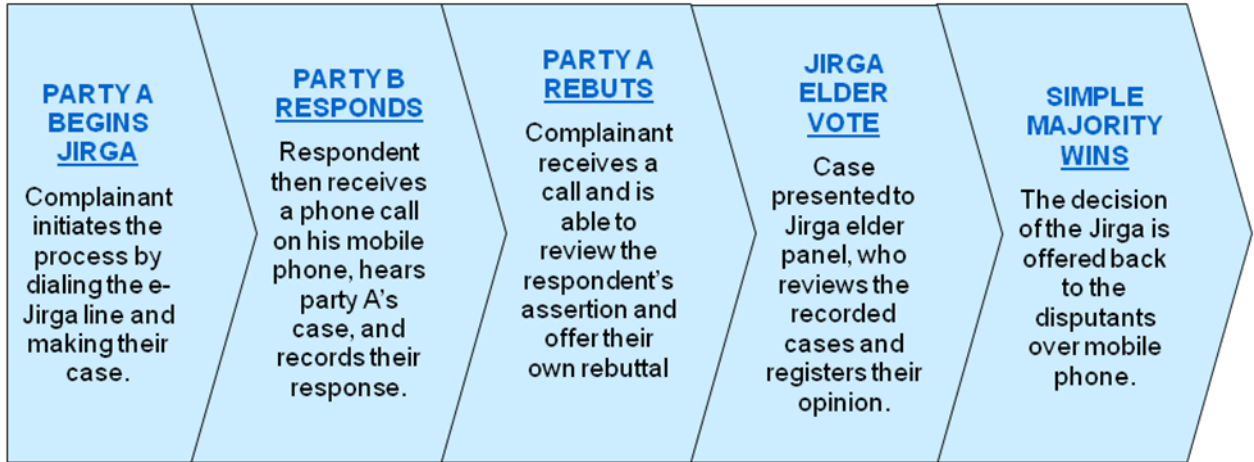 PARTY A
BEGINS
JIRGA
Complainant
initiates the
process by
dialing the e-
Jirga line and
making their
case.
PARTY B
RESPONDS
Respondent
then receives
a phone call
on his mobile
phone, hears
party A's
case, and
records their
response.
PARTY A
REBUTS
Complainant
receives a
call and is
able to
review the
respondent's
assertion and
offer their
own rebuttal
JIRGA
ELDER
VOTE
Case
presented to
Jirga elder
panel, who
reviews the
recorded
cases and
registers their
opinion.
SIMPLE
MAJORITY
WINS
The decision
of the Jirga is
offered back
to the
disputants
over mobile
phone.